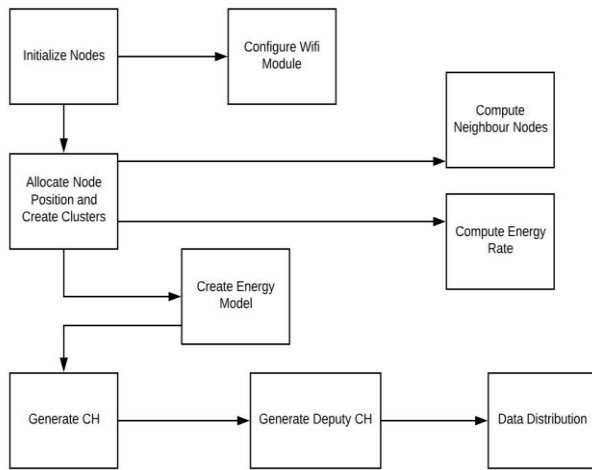 Initialize Nodes
Configure Wifi
Module
Compute
Neighbour Nodes
Allocate Node
Position and
Create Clusters
Compute Energy
Rate
Create Energy
Model
Generate CH
Generate Deputy CH
Data Distribution